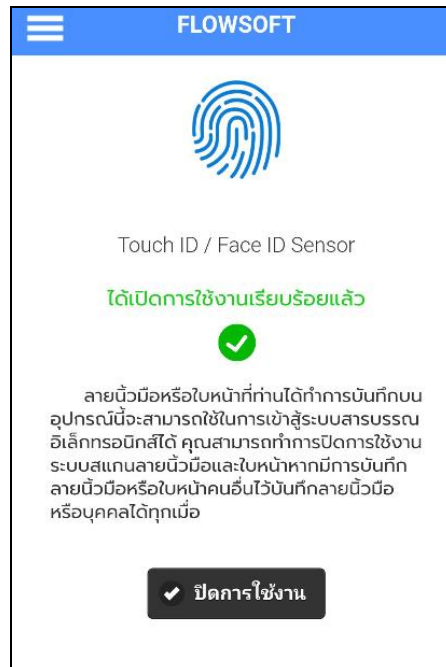 FLOWSOFT
Touch ID / Face ID Sensor
ได้เปิดการใช้งานเรียบร้อยแล้ว
ลายนิ้วมือหรือใบหน้าที่ท่านได้ทำการบันทึกบน
อุปกรณ์นี้จะสามารถใช้ในการเข้าสู่ระบบสารบรรณ
อิเล็กทรอนิกส์ได้ คุณสามารถทำการปิดการใช้งาน
ระบบสแกนลายนิ้วมือและใบหน้าหากมีการบันทึก
ลายนิ้วมือหรือใบหน้าคนอื่นไว้บันทึกลายนิ้วมือ
หรือบุคคลได้ทุกเมื่อ
ปิดการใช้งาน